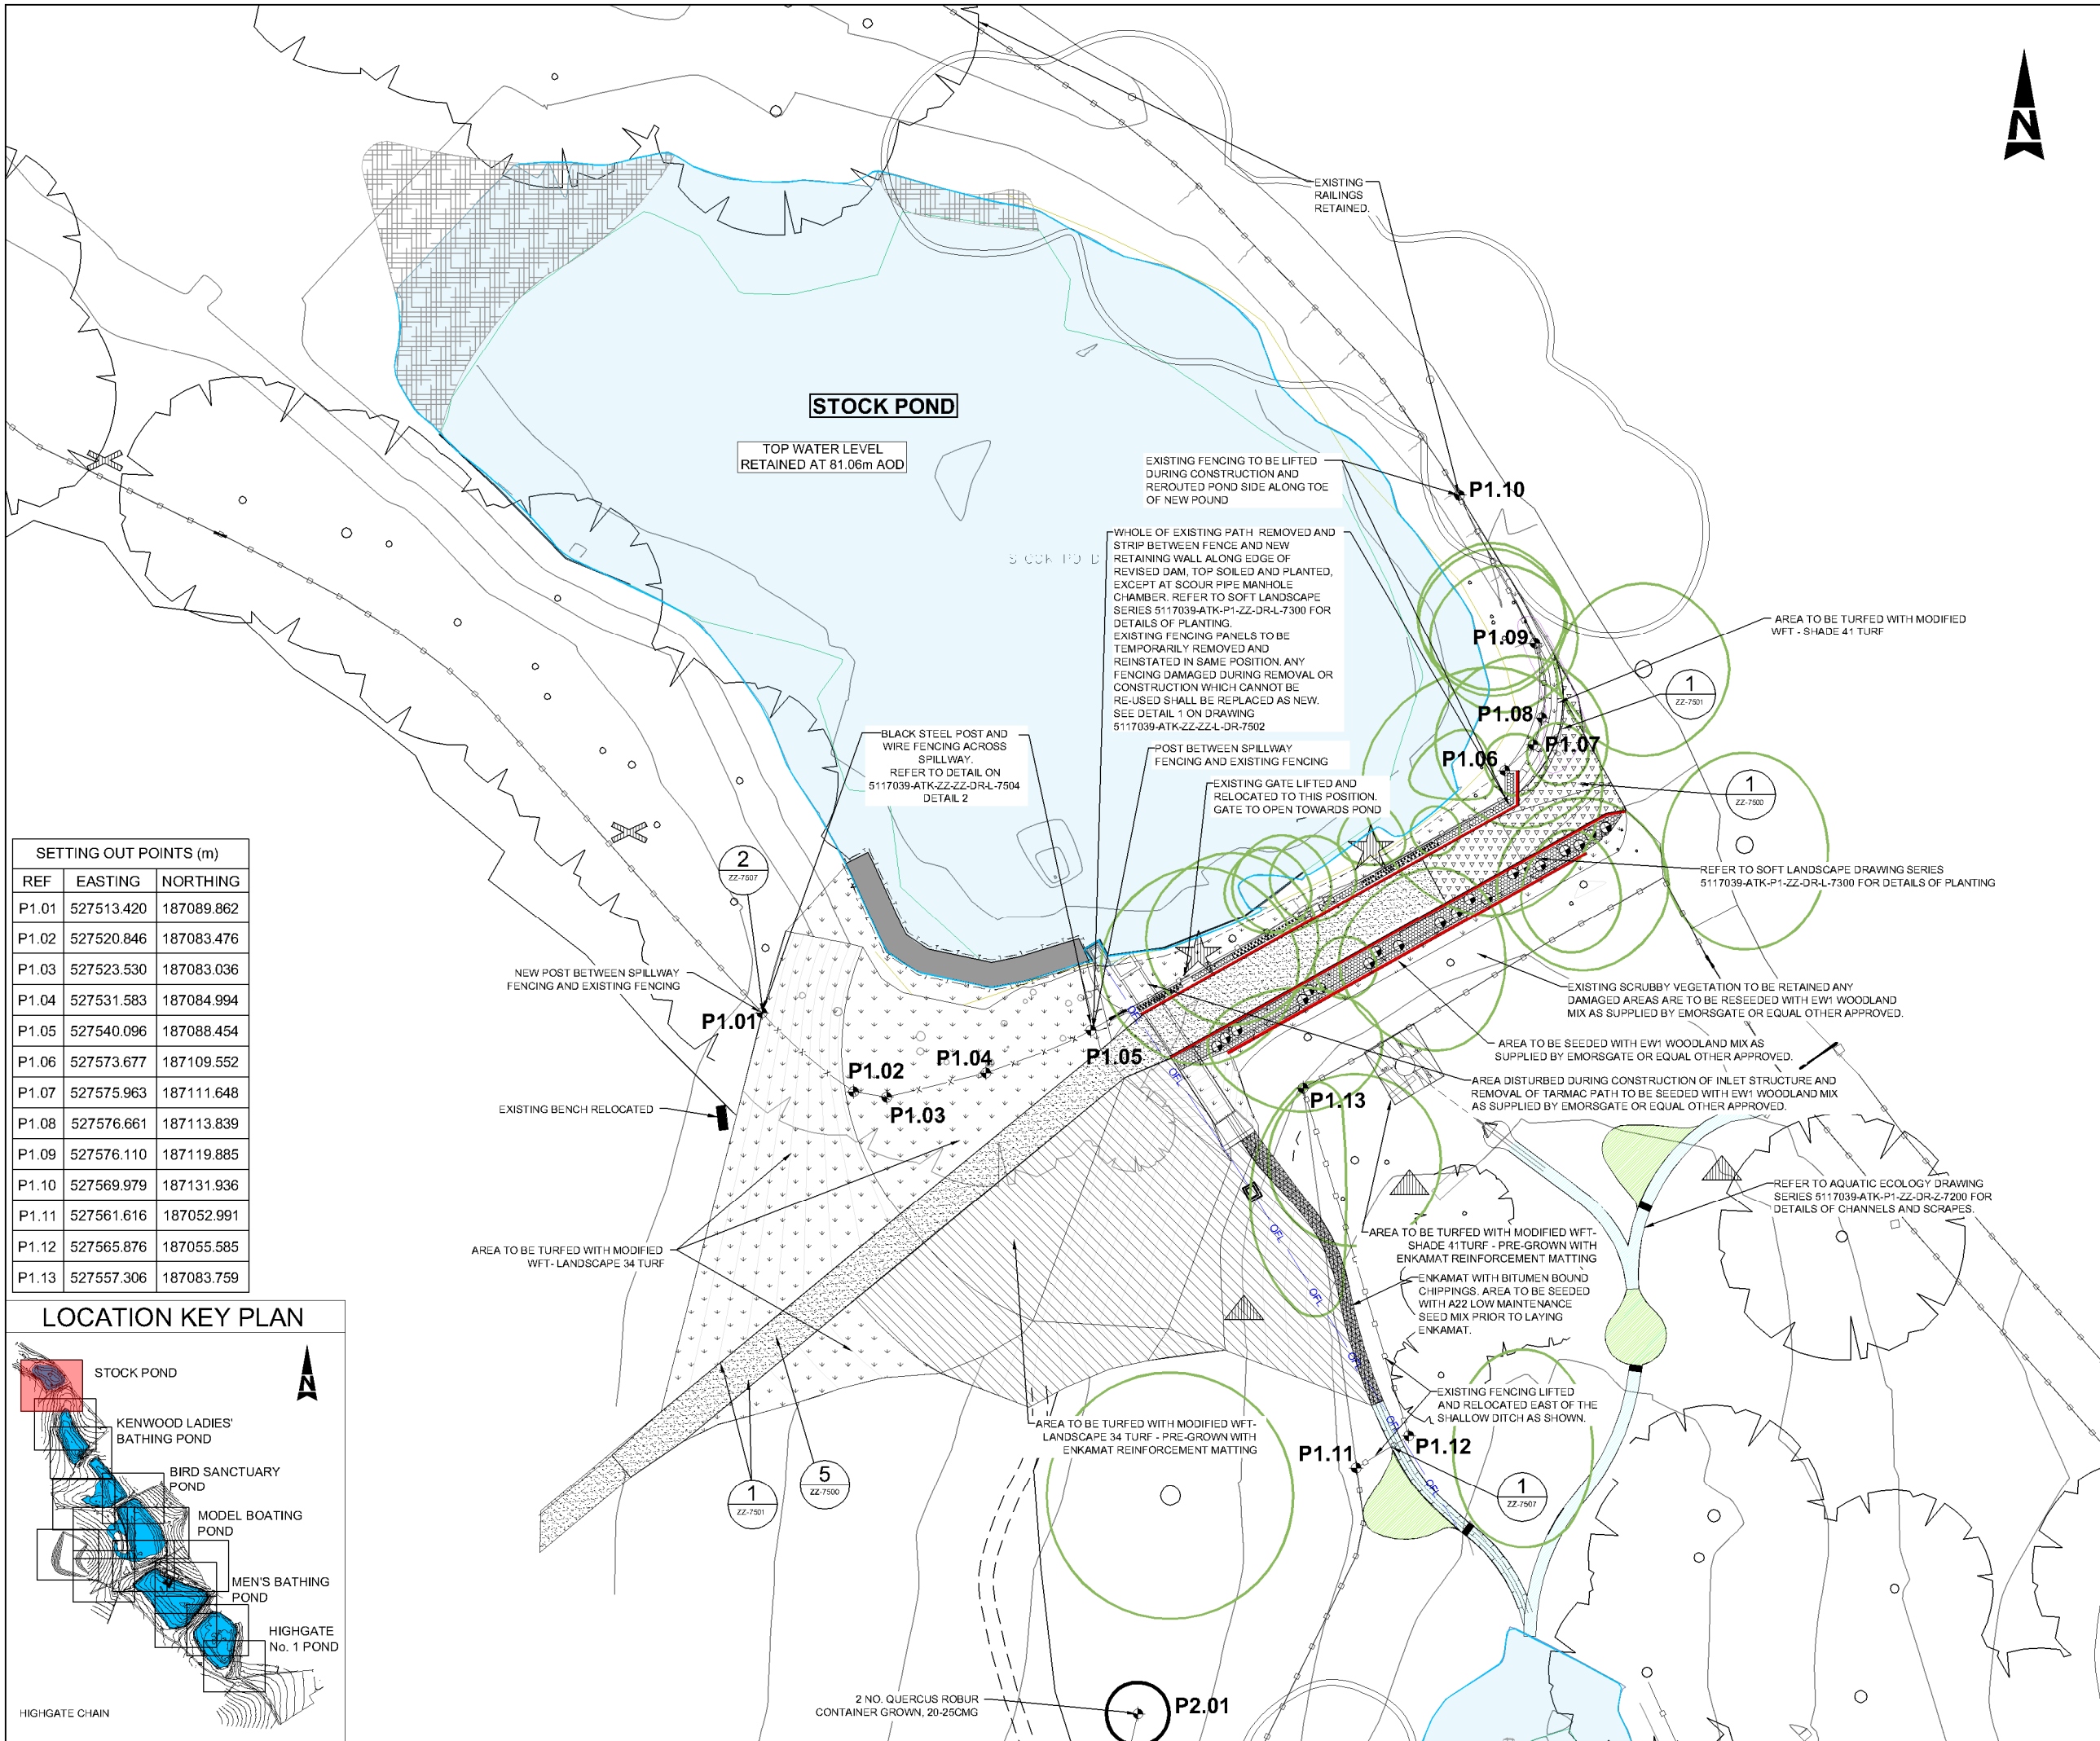 N
EXISTING
RAILINGS
RETAINED.
STOCK POND
TOP WATER LEVEL
RETAINED AT 81.06m AOD
EXISTING FENCING TO BE LIFTED
DURING CONSTRUCTION AND
REROUTED POND SIDE ALONG TOE
OF NEW POUND
P1.10
WHOLE OF EXISTING PATH REMOVED AND
STRIP BETWEEN FENCE AND NEW
RETAINING WALL ALONG EDGE OF
REVISED DAM, TOP SOILED AND PLANTED,
EXCEPT AT SCOUR PIPE MANHOLE
CHAMBER. REFER TO SOFT LANDSCAPE
SERIES 5117039-ATK-P1-ZZ-DR-L-7300 FOR
DETAILS OF PLANTING.
EXISTING FENCING PANELS TO BE
TEMPORARILY REMOVED AND
REINSTATED IN SAME POSITION. ANY
FENCING DAMAGED DURING REMOVAL OR
CONSTRUCTION WHICH CANNOT BE
RE-USED SHALL BE REPLACED AS NEW.
SEE DETAIL 1 ON DRAWING
5117039-ATK-ZZ-ZZ-L-DR-7502
P1.09
AREA TO BE TURFED WITH MODIFIED
WFT - SHADE 41 TURF
1
ZZ-7501
P1.08
P1.07
P1.06
BLACK STEEL POST AND
WIRE FENCING ACROSS
SPILLWAY.
REFER TO DETAIL ON
5117039-ATK-ZZ-ZZ-DR-L-7504
DETAIL 2
POST BETWEEN SPILLWAY
FENCING AND EXISTING FENCING
EXISTING GATE LIFTED AND
RELOCATED TO THIS POSITION.
GATE TO OPEN TOWARDS POND
1
ZZ-7500
2
ZZ-7507
REFER TO SOFT LANDSCAPE DRAWING SERIES
5117039-ATK-P1-ZZ-DR-L-7300 FOR DETAILS OF PLANTING
SETTING OUT POINTS (m)
REF EASTING NORTHING
P1.01 527513.420 187089.862
P1.02 527520.846 187083.476
P1.03 527523.530 187083.036
P1.04 527531.583 187084.994
P1.05 527540.096 187088.454
P1.06 527573.677 187109.552
P1.07 527575.963 187111.648
P1.08 527576.661 187113.839
P1.09 527576.110 187119.885
P1.10 527569.979 187131.936
P1.11 527561.616 187052.991
P1.12 527565.876 187055.585
P1.13 527557.306 187083.759
NEW POST BETWEEN SPILLWAY
FENCING AND EXISTING FENCING
P1.01
P1.02
P1.03
P1.04
P1.05
OFL
OFL
EXISTING BENCH RELOCATED
EXISTING SCRUBBY VEGETATION TO BE RETAINED ANY
DAMAGED AREAS ARE TO BE RESEEDED WITH EW1 WOODLAND
MIX AS SUPPLIED BY EMORSGATE OR EQUAL OTHER APPROVED.
AREA TO BE SEEDED WITH EW1 WOODLAND MIX AS
SUPPLIED BY EMORSGATE OR EQUAL OTHER APPROVED.
AREA DISTURBED DURING CONSTRUCTION OF INLET STRUCTURE AND
REMOVAL OF TARMAC PATH TO BE SEEDED WITH EW1 WOODLAND MIX
AS SUPPLIED BY EMORSGATE OR EQUAL OTHER APPROVED.
P1.13
REFER TO AQUATIC ECOLOGY DRAWING
SERIES 5117039-ATK-P1-ZZ-DR-Z-7200 FOR
DETAILS OF CHANNELS AND SCRAPES.
AREA TO BE TURFED WITH MODIFIED WFT-
SHADE 41TURF - PRE-GROWN WITH
ENKAMAT REINFORCEMENT MATTING
ENKAMAT WITH BITUMEN BOUND
CHIPPINGS. AREA TO BE SEEDED
WITH A22 LOW MAINTENANCE
SEED MIX PRIOR TO LAYING
ENKAMAT.
OFL
OFL
OFL
OFL
OFL
AREA TO BE TURFED WITH MODIFIED
WFT- LANDSCAPE 34 TURF
EXISTING FENCING LIFTED
AND RELOCATED EAST OF THE
SHALLOW DITCH AS SHOWN.
AREA TO BE TURFED WITH MODIFIED WFT-
LANDSCAPE 34 TURF - PRE-GROWN WITH
ENKAMAT REINFORCEMENT MATTING
P1.11
P1.12
1
ZZ-7501
5
ZZ-7500
1
ZZ-7507
2 NO. QUERCUS ROBUR
CONTAINER GROWN, 20-25CMG
P2.01
LOCATION KEY PLAN
N
STOCK POND
KENWOOD LADIES'
BATHING POND
BIRD SANCTUARY
POND
MODEL BOATING
POND
MEN'S BATHING
POND
HIGHGATE
No. 1 POND
HIGHGATE CHAIN